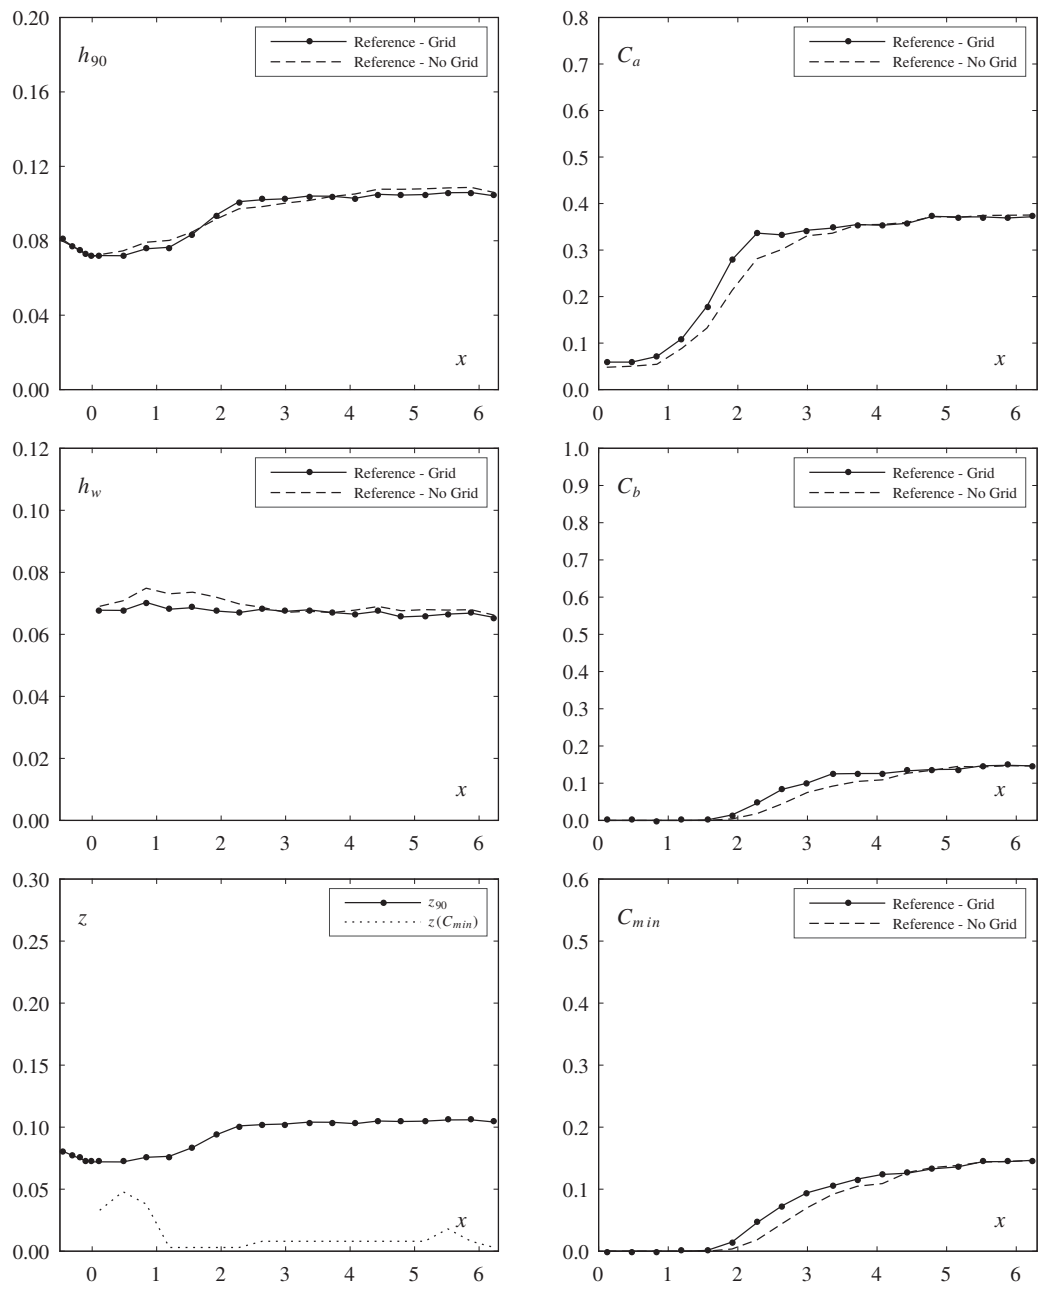 0.20
h90
Reference - Grid
Reference - No Grid
0.16
0.12
0.08
0.04
x
0.00
0 1 2 3 4 5 6
0.8
Ca
Reference - Grid
Reference - No Grid
0.7
0.6
0.5
0.4
0.3
0.2
0.1
x
0.0
0 1 2 3 4 5 6
0.12
hw
Reference - Grid
Reference - No Grid
0.10
0.08
0.06
0.04
0.02
x
0.00
0 1 2 3 4 5 6
1.0
Cb
Reference - Grid
Reference - No Grid
0.9
0.8
0.7
0.6
0.5
0.4
0.3
0.2
0.1
x
0.0
0 1 2 3 4 5 6
0.30
z
z90
z(Cmin)
0.25
0.20
0.15
0.10
0.05
x
0.00
0 1 2 3 4 5 6
0.6
Cmin
Reference - Grid
Reference - No Grid
0.5
0.4
0.3
0.2
0.1
x
0.0
0 1 2 3 4 5 6